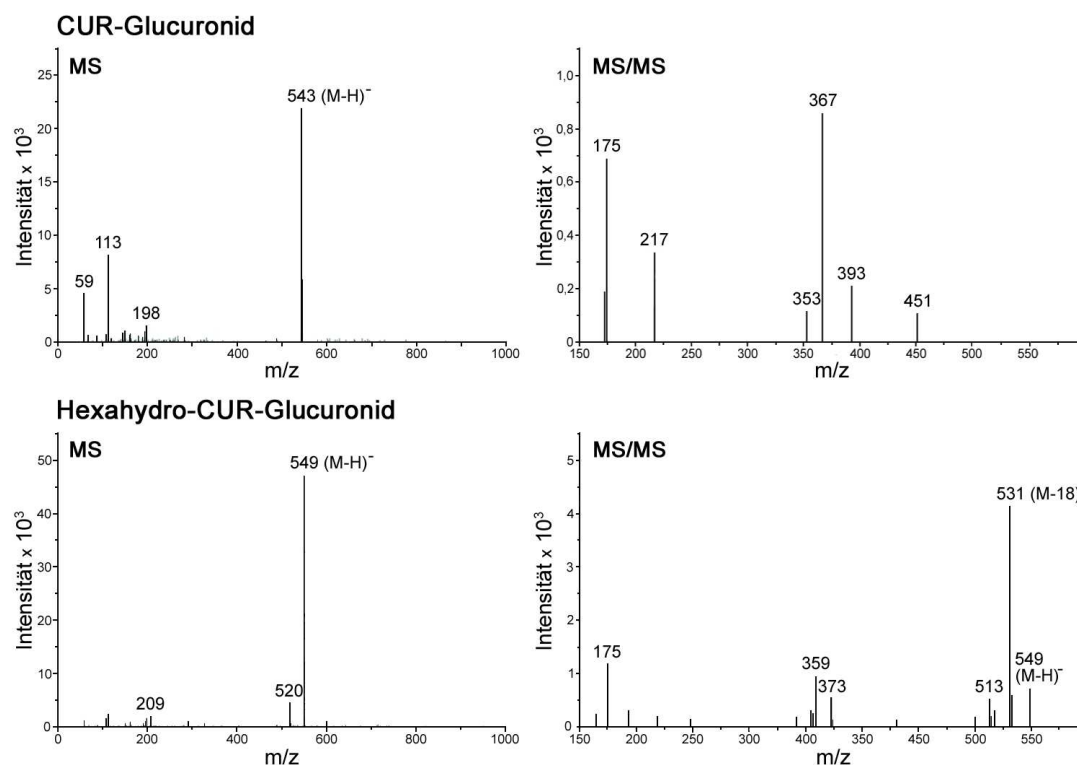 CUR-Glucuronid
MS
Intensität x 10³
25
20
15
10
5
0
543 (M-H)⁻
113
59
198
0 200 400 600 800 1000
m/z
MS/MS
Intensität x 10³
1,0
0,8
0,6
0,4
0,2
0
367
175
217
393
353
451
150 200 250 300 350 400 450 500 550
m/z
Hexahydro-CUR-Glucuronid
MS
Intensität x 10³
50
40
30
20
10
0
549 (M-H)⁻
520
209
0 200 400 600 800 1000
m/z
MS/MS
Intensität x 10³
5
4
3
2
1
0
531 (M-18)
175
359
373
513
549
(M-H)⁻
150 200 250 300 350 400 450 500 550
m/z